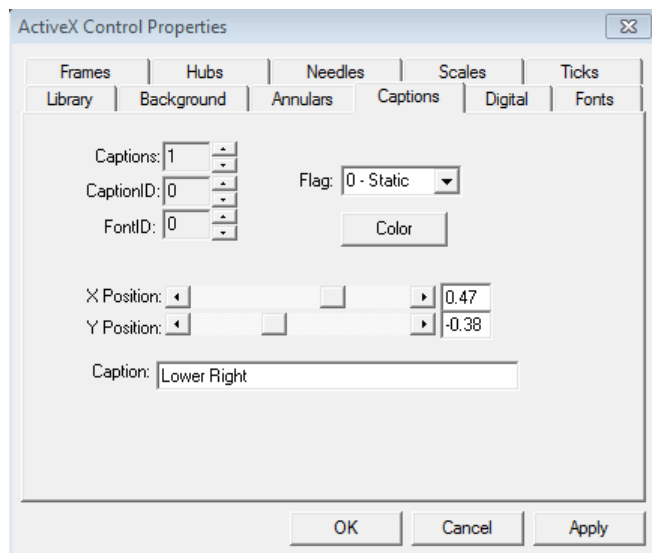 ActiveX Control Properties
Frames Hubs Needles Scales Ticks
Library Background Annulars Captions Digital Fonts
Captions: 1
CaptionID: 0
FontID: 0
Flag: 0 - Static
Color
X Position: 0.47
Y Position: -0.38
Caption: Lower Right
OK Cancel Apply